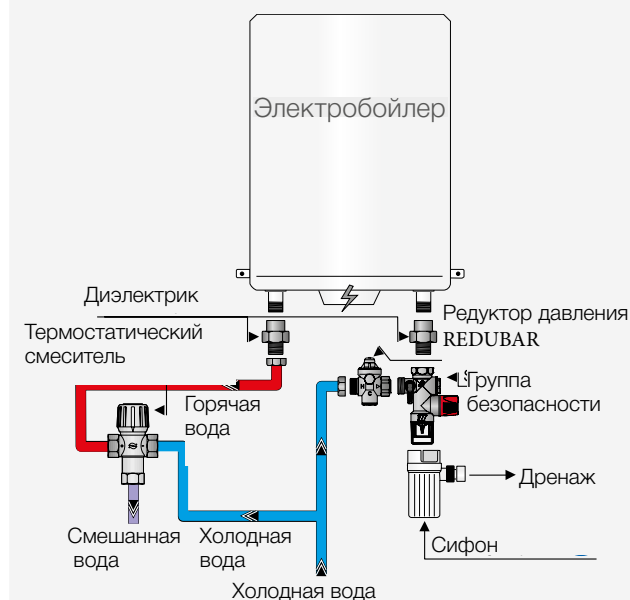 Электробойлер
Диэлектрик
Редуктор давления
REDUBAR
Термостатический
смеситель
Группа
безопасности
Горячая
вода
Дренаж
Смешанная
вода
Холодная
вода
Сифон
Холодная вода